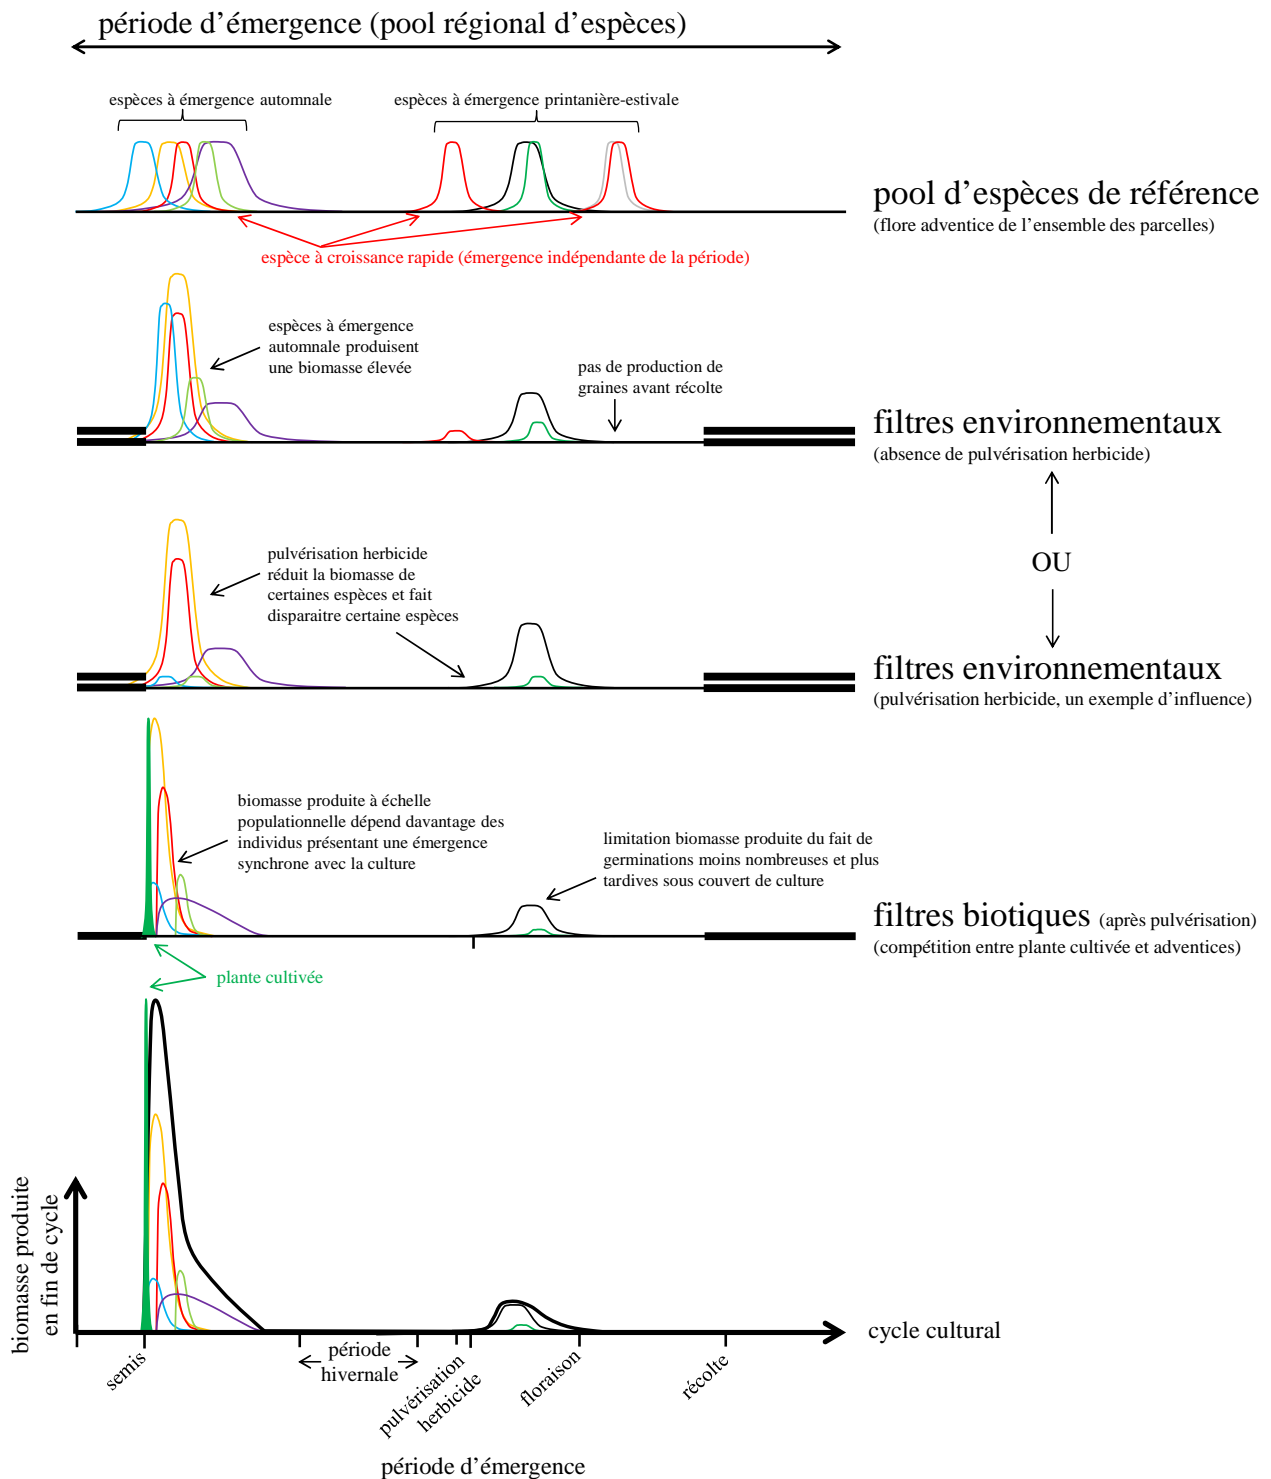 période d’émergence (pool régional d’espèces)
espèces à émergence automnale
espèces à émergence printanière-estivale
pool d’espèces de référence
(flore adventice de l’ensemble des parcelles)
espèce à croissance rapide (émergence indépendante de la période)
espèces à émergence
automnale produisent
une biomasse élevée
pas de production de
graines avant récolte
filtres environnementaux
(absence de pulvérisation herbicide)
OU
pulvérisation herbicide
réduit la biomasse de
certaines espèces et fait
disparaitre certaine espèces
filtres environnementaux
(pulvérisation herbicide, un exemple d’influence)
biomasse produite à échelle
populationnelle dépend davantage des
individus présentant une émergence
synchrone avec la culture
limitation biomasse produite du fait de
germinations moins nombreuses et plus
tardives sous couvert de culture
filtres biotiques (après pulvérisation)
(compétition entre plante cultivée et adventices)
plante cultivée
biomasse produite
en fin de cycle
cycle cultural
semis
période
hivernale
pulvérisation
herbicide
floraison
récolte
période d’émergence